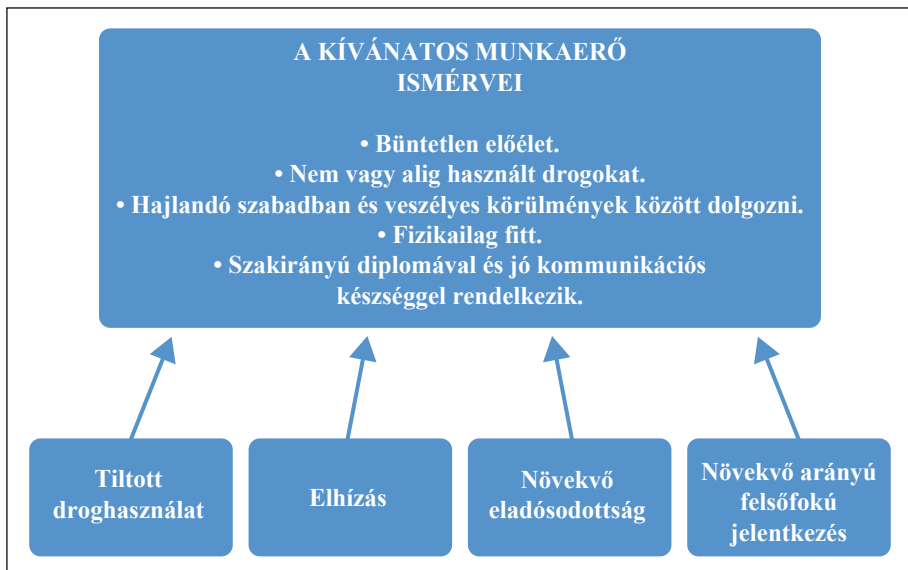 A KÍVÁNATOS MUNKAERŐ
ISMÉRVEI
• Büntetlen előélet.
• Nem vagy alig használt drogokat.
• Hajlandó szabadban és veszélyes körülmények között dolgozni.
• Fizikailag fitt.
• Szakirányú diplomával és jó kommunikációs
készséggel rendelkezik.
Tiltott
droghasználat
Elhízás
Növekvő
eladósodottság
Növekvő arányú
felsőfokú
jelentkezés